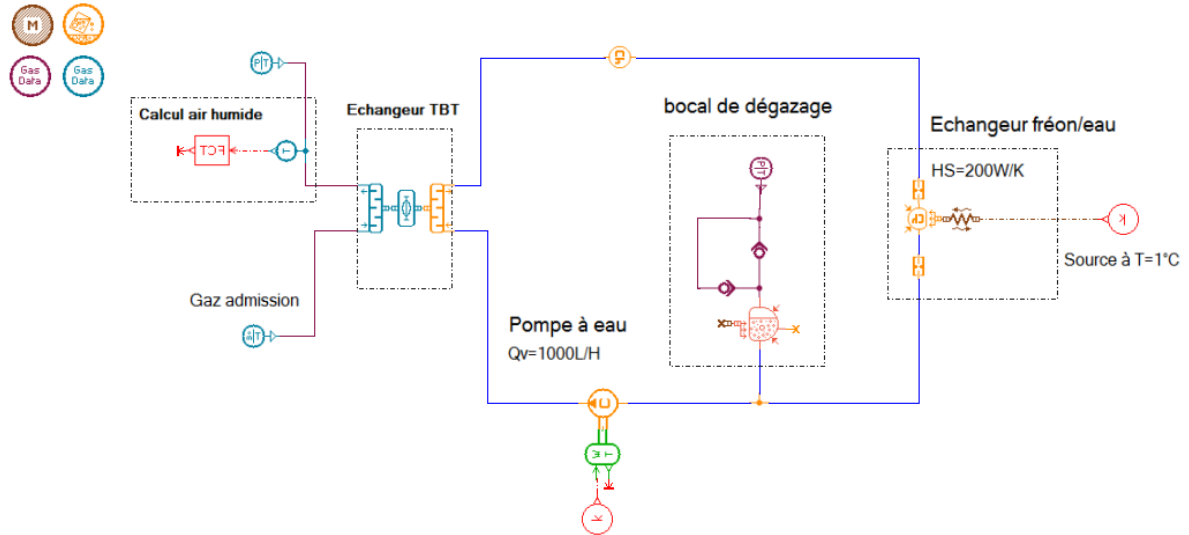 M
Gas
Data
Gas
Data
P T
Calcul air humide
FCT
T
Echangeur TBT
Gaz admission
bocal de dégazage
Echangeur fréon/eau
HS=200W/K
Source à T=1°C
Pompe à eau
Qv=1000L/H